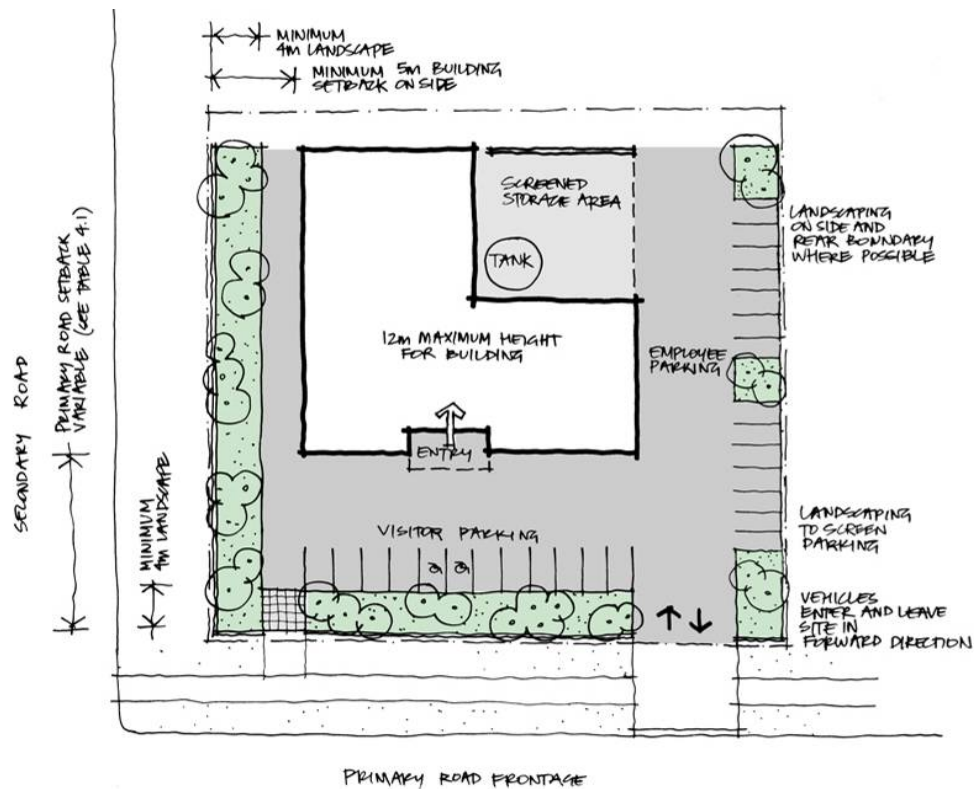 MINIMUM
4M LANDSCAPE
MINIMUM 5M BUILDING
SETBACK ON SIDE
SCREENED
STORAGE AREA
TANK
LANDSCAPING
ON SIDE AND
REAR BOUNDARY
WHERE POSSIBLE
12M MAXIMUM HEIGHT
FOR BUILDING
EMPLOYEE
PARKING
ENTRY
SECONDARY ROAD
PRIMARY ROAD SETBACK
VARIABLE (SEE TABLE 4.1)
MINIMUM
4M LANDSCAPE
VISITOR PARKING
LANDSCAPING
TO SCREEN
PARKING
VEHICLES
ENTER AND LEAVE
SITE IN
FORWARD DIRECTION
PRIMARY ROAD FRONTAGE